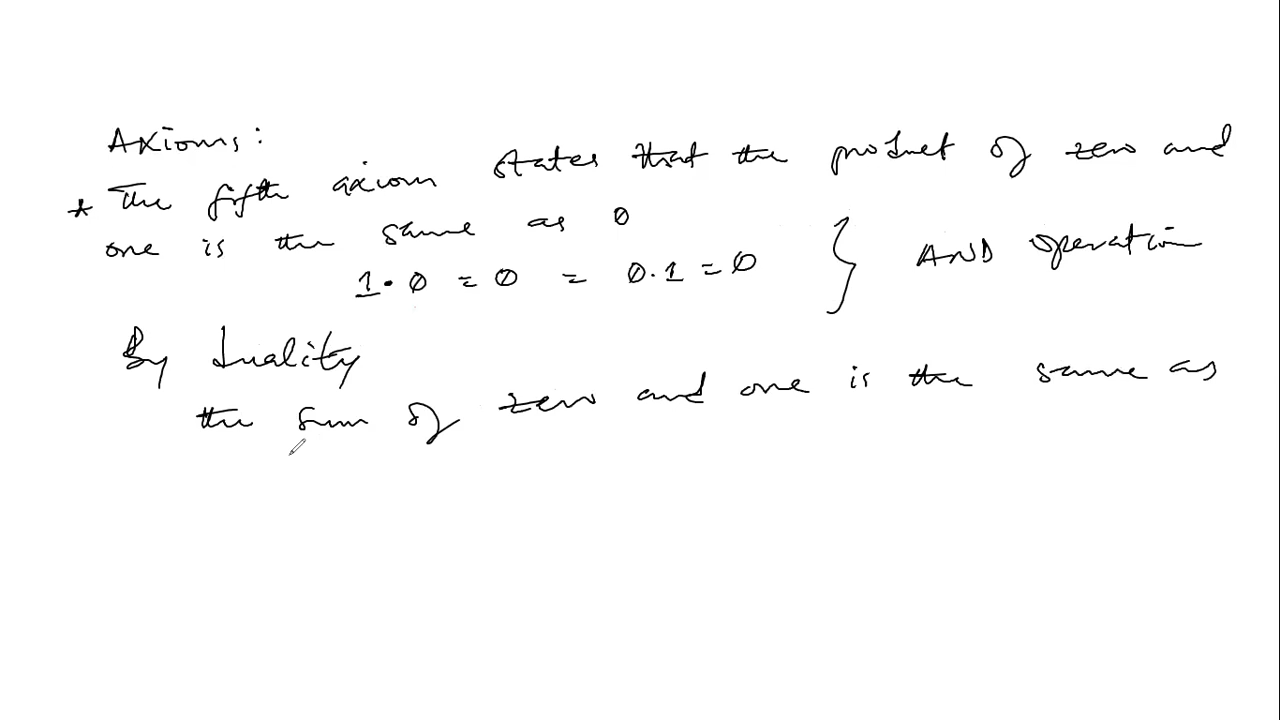 Axioms:
* The fifth axiom states that the product of zero and
one is the same as 0
1·0 = 0 = 0.1 = 0 } AND operation
By duality
the sum of zero and one is the same as